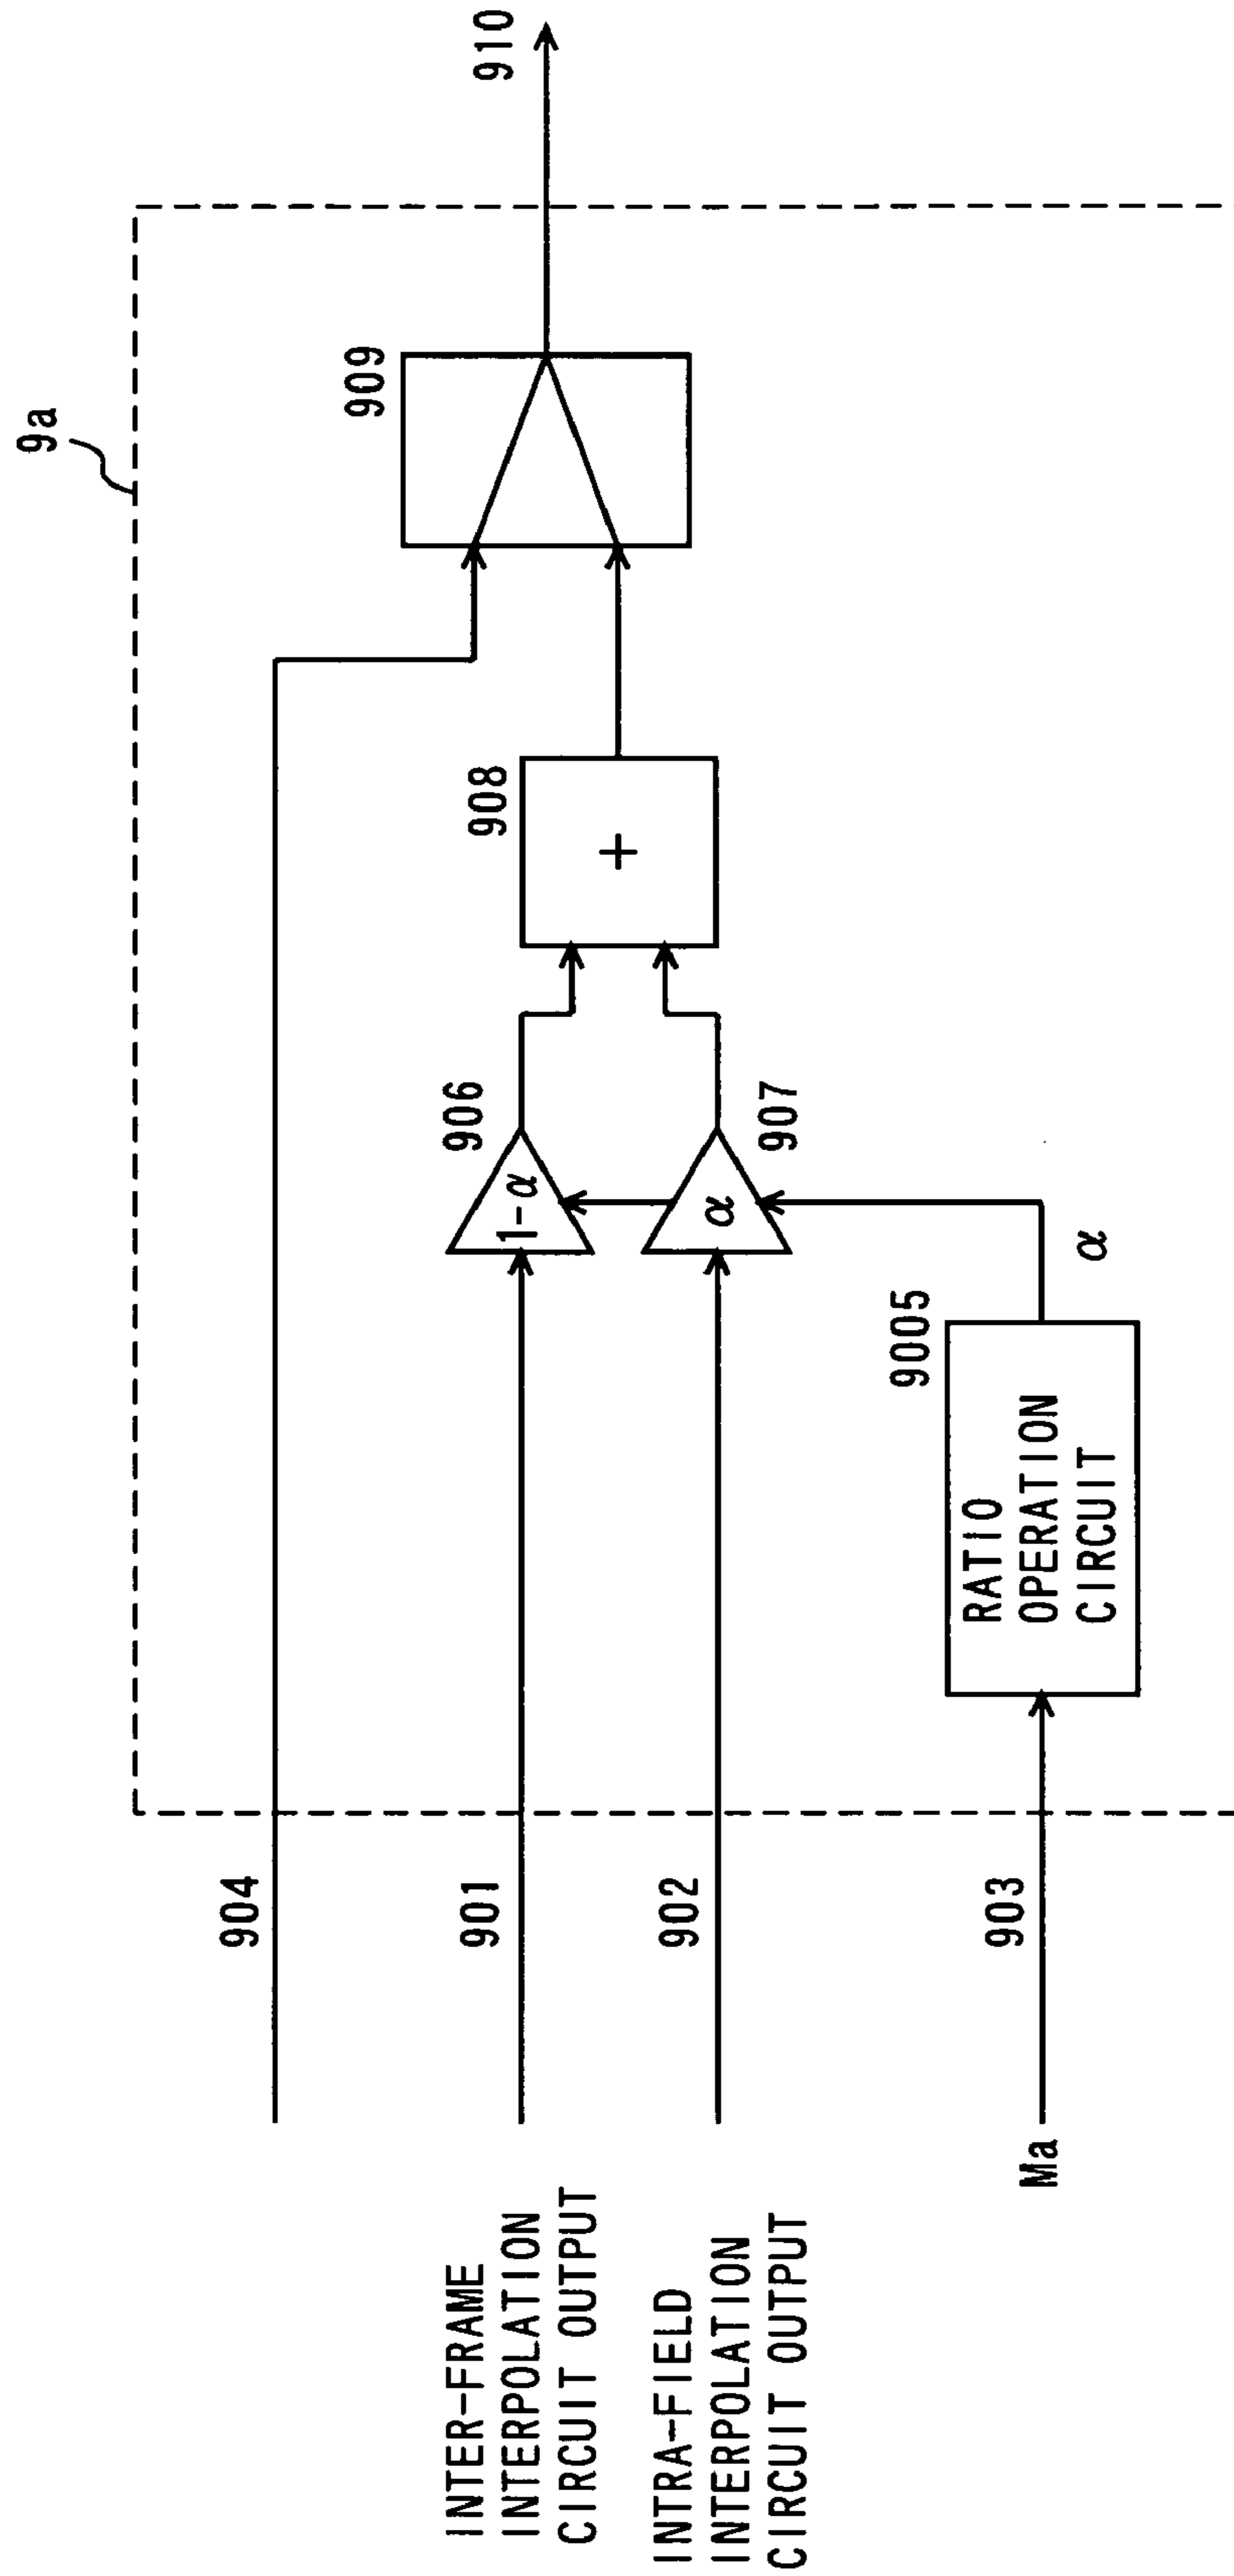 9a
904
901
902
903
INTER-FRAME
INTERPOLATION
CIRCUIT OUTPUT
INTRA-FIELD
INTERPOLATION
CIRCUIT OUTPUT
Ma
9005
RATIO
OPERATION
CIRCUIT
α
906
1-α
907
α
908
+
909
910